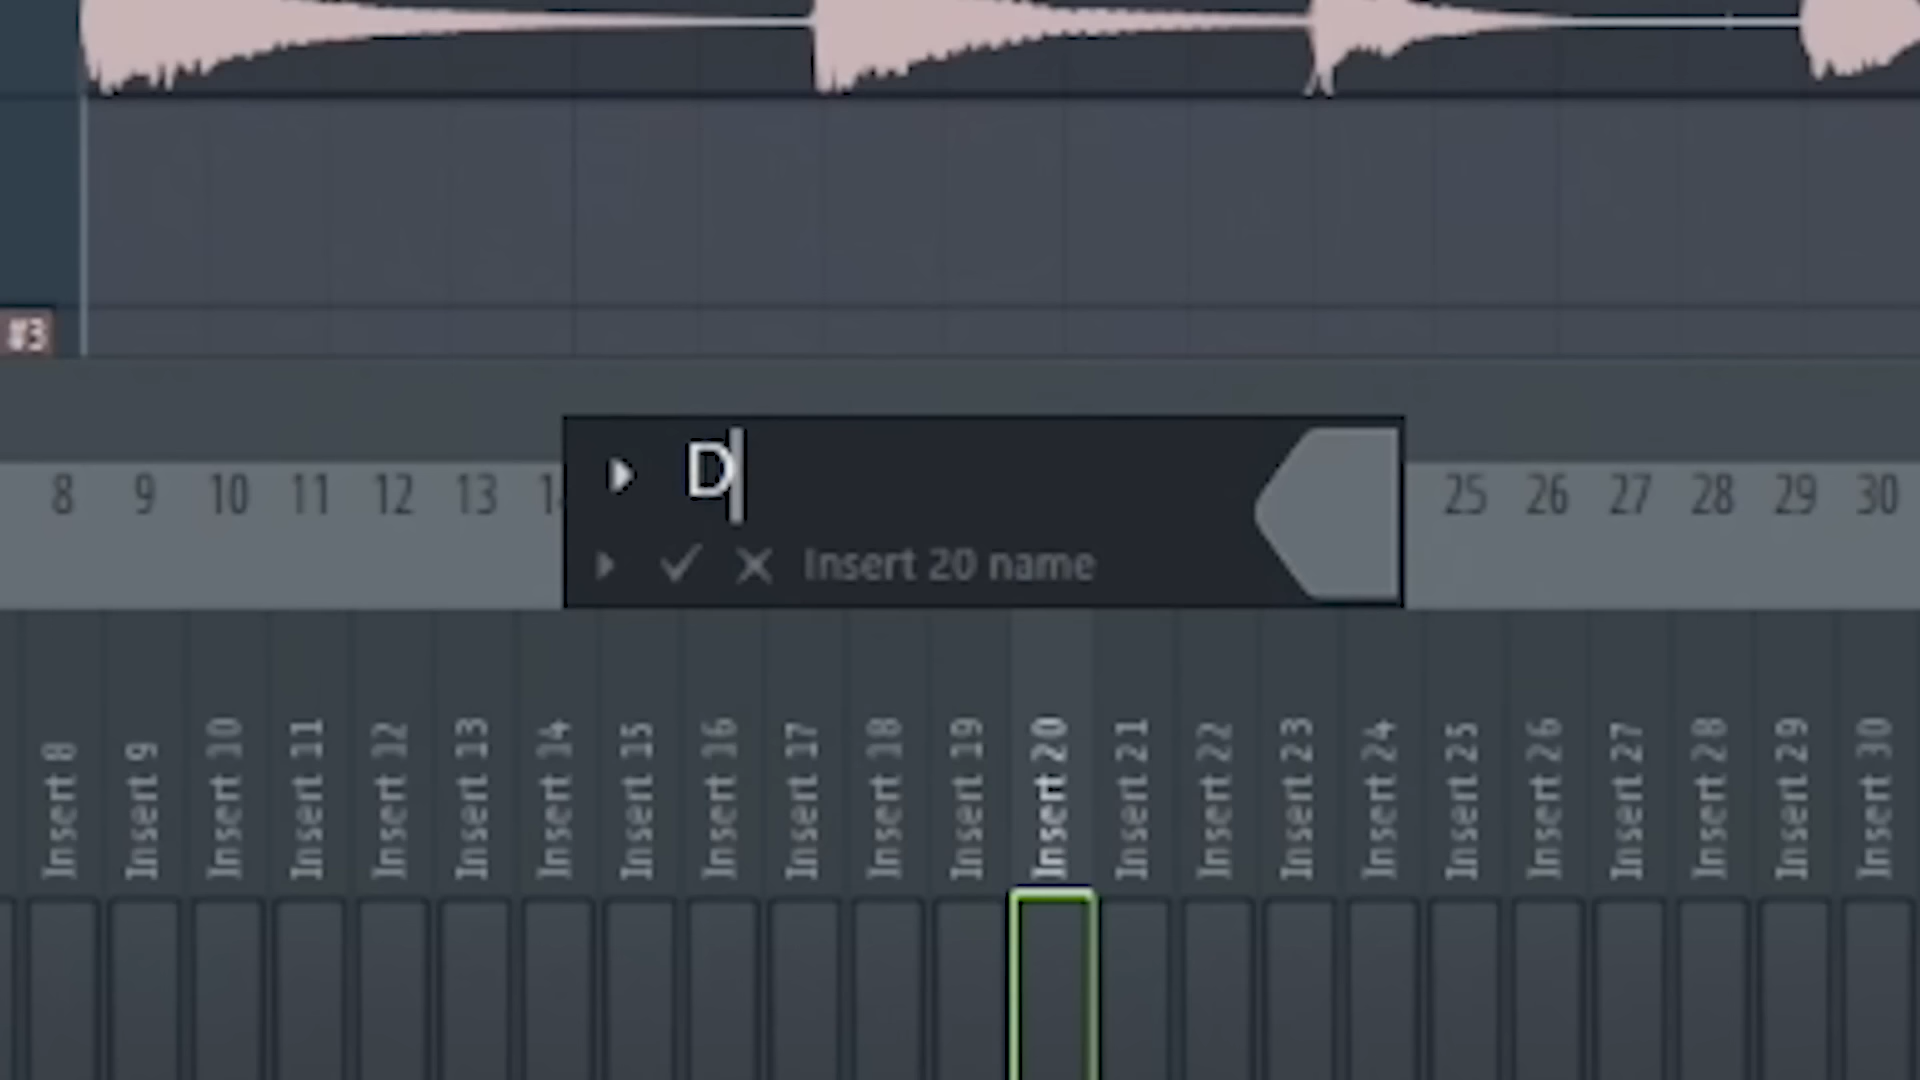 #3
D
Insert 20 name
8 9 10 11 12 13 14 25 26 27 28 29 30
Insert 8
Insert 9
Insert 10
Insert 11
Insert 12
Insert 13
Insert 14
Insert 15
Insert 16
Insert 17
Insert 18
Insert 19
Insert 20
Insert 21
Insert 22
Insert 23
Insert 24
Insert 25
Insert 26
Insert 27
Insert 28
Insert 29
Insert 30